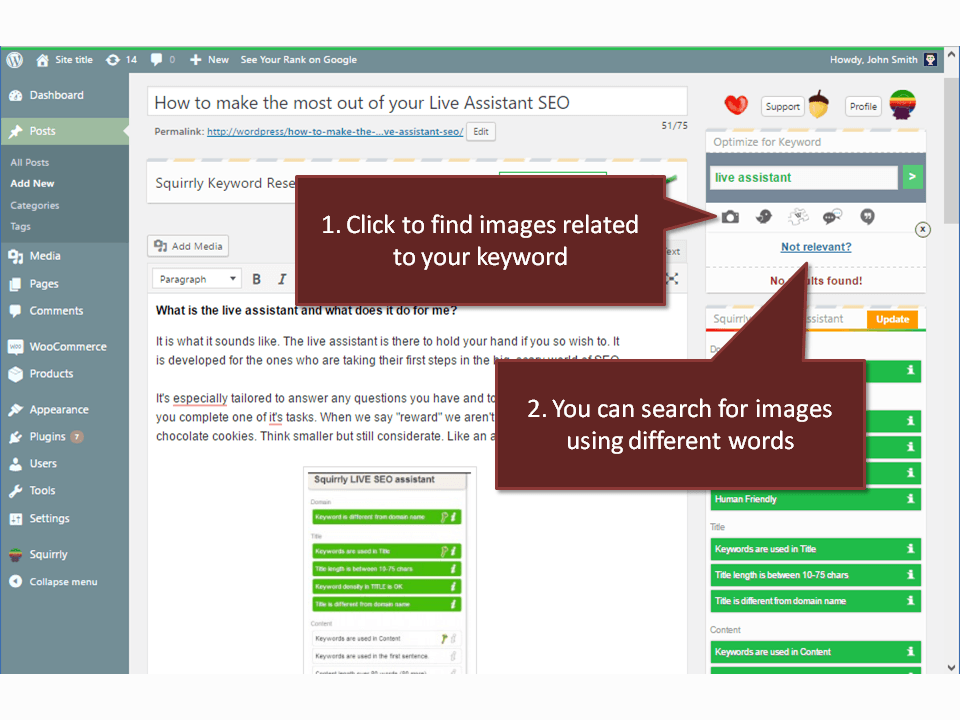 Site title 14 0 New See Your Rank on Google Howdy, John Smith
Dashboard
Posts
All Posts
Add New
Categories
Tags
Media
Pages
Comments
WooCommerce
Products
Appearance
Plugins 7
Users
Tools
Settings
Squirrly
Collapse menu
How to make the most out of your Live Assistant SEO
Permalink: http://wordpress/how-to-make-the-...ve-assistant-seo/ Edit
51/75
Squirrly Keyword
Add Media
Paragraph B I
What is the live assistant and what does it do for me?
It is what it sounds like. The live assistant is there to hold your hand if you so wish to. It
is developed for the ones who are taking their first steps in the big, scary world of SEO.
It's especially tailored to answer any questions you have and to
you complete one of it's tasks. When we say "reward" we aren't
chocolate cookies. Think smaller but still considerate. Like an
Squirrly LIVE SEO assistant
Domain
Keyword is different from domain name
Title
Keywords are used in Title
Title length is between 10-75 chars
Keyword density in TITLE is OK
Title is different from domain name
Content
Keywords are used in Content
Keywords are used in the first sentence
1. Click to find images related
to your keyword
2. You can search for images
using different words
Support Profile
Optimize for Keyword
live assistant >
x
Not relevant?
found!
Update
Human Friendly
Title
Keywords are used in Title
Title length is between 10-75 chars
Title is different from domain name
Content
Keywords are used in Content